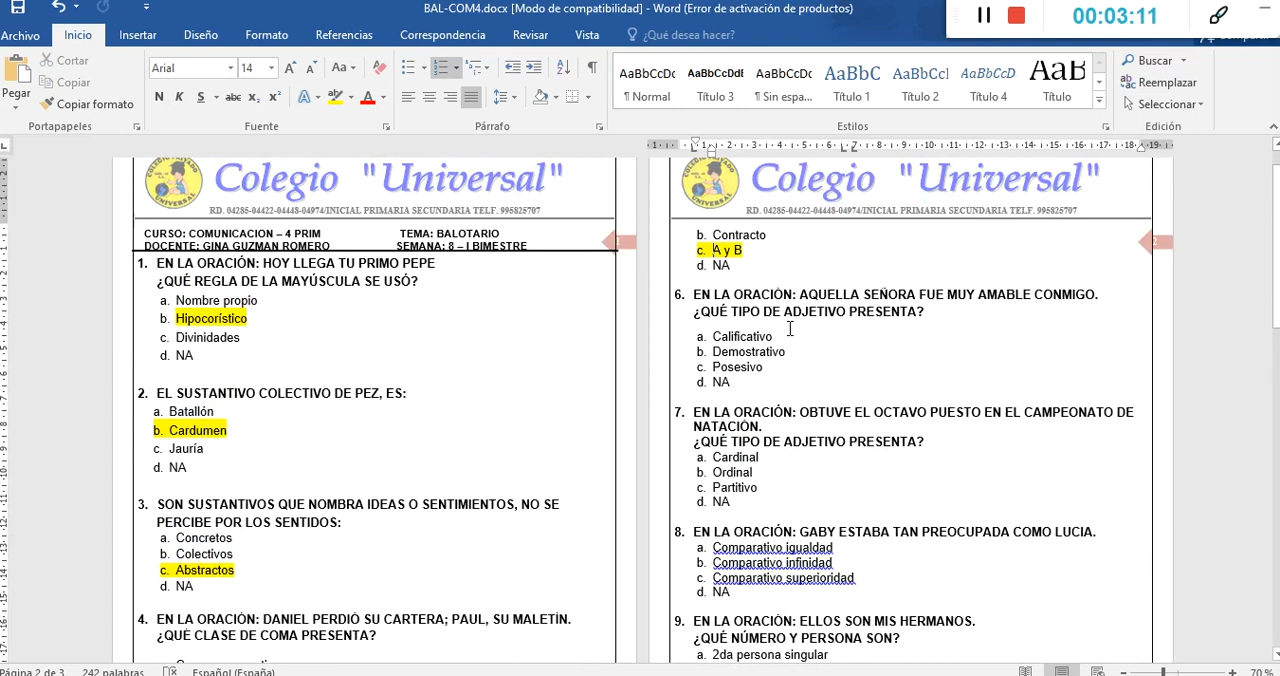 BAL-COM4.docx [Modo de compatibilidad] - Word (Error de activación de productos)
00:03:11
Archivo Inicio Insertar Diseño Formato Referencias Correspondencia Revisar Vista ¿Qué desea hacer?
Pegar
Cortar
Copiar
Copiar formato
Portapapeles
Arial 14
Aa
N K S abc x₂ x²
Fuente
Párrafo
AaBbCcDc AaBbCcDdI AaBbCcDc AaBbC AaBbCc] AaBbCcD AaB
¶ Normal Título 3 ¶ Sin espa... Título 1 Título 2 Título 4 Título
Estilos
Buscar
Reemplazar
Seleccionar
Edición
Colegio "Universal"
RD. 04285-04422-04448-04974/INICIAL PRIMARIA SECUNDARIA TELF. 995825707
CURSO: COMUNICACION – 4 PRIM TEMA: BALOTARIO
DOCENTE: GINA GUZMAN ROMERO SEMANA: 8 – I BIMESTRE
1
1. EN LA ORACIÓN: HOY LLEGA TU PRIMO PEPE
¿QUÉ REGLA DE LA MAYÚSCULA SE USÓ?
a. Nombre propio
b. Hipocorístico
c. Divinidades
d. NA
2. EL SUSTANTIVO COLECTIVO DE PEZ, ES:
a. Batallón
b. Cardumen
c. Jauría
d. NA
3. SON SUSTANTIVOS QUE NOMBRA IDEAS O SENTIMIENTOS, NO SE
PERCIBE POR LOS SENTIDOS:
a. Concretos
b. Colectivos
c. Abstractos
d. NA
4. EN LA ORACIÓN: DANIEL PERDIÓ SU CARTERA; PAUL, SU MALETÍN.
¿QUÉ CLASE DE COMA PRESENTA?
Colegio "Universal"
RD. 04285-04422-04448-04974/INICIAL PRIMARIA SECUNDARIA TELF. 995825707
2
b. Contracto
c. A y B
d. NA
6. EN LA ORACIÓN: AQUELLA SEÑORA FUE MUY AMABLE CONMIGO.
¿QUÉ TIPO DE ADJETIVO PRESENTA?
a. Calificativo
b. Demostrativo
c. Posesivo
d. NA
7. EN LA ORACIÓN: OBTUVE EL OCTAVO PUESTO EN EL CAMPEONATO DE
NATACIÓN.
¿QUÉ TIPO DE ADJETIVO PRESENTA?
a. Cardinal
b. Ordinal
c. Partitivo
d. NA
8. EN LA ORACIÓN: GABY ESTABA TAN PREOCUPADA COMO LUCIA.
a. Comparativo igualdad
b. Comparativo infinidad
c. Comparativo superioridad
d. NA
9. EN LA ORACIÓN: ELLOS SON MIS HERMANOS.
¿QUÉ NÚMERO Y PERSONA SON?
a. 2da persona singular
Página 2 de 3 242 palabras Español (España)
70 %